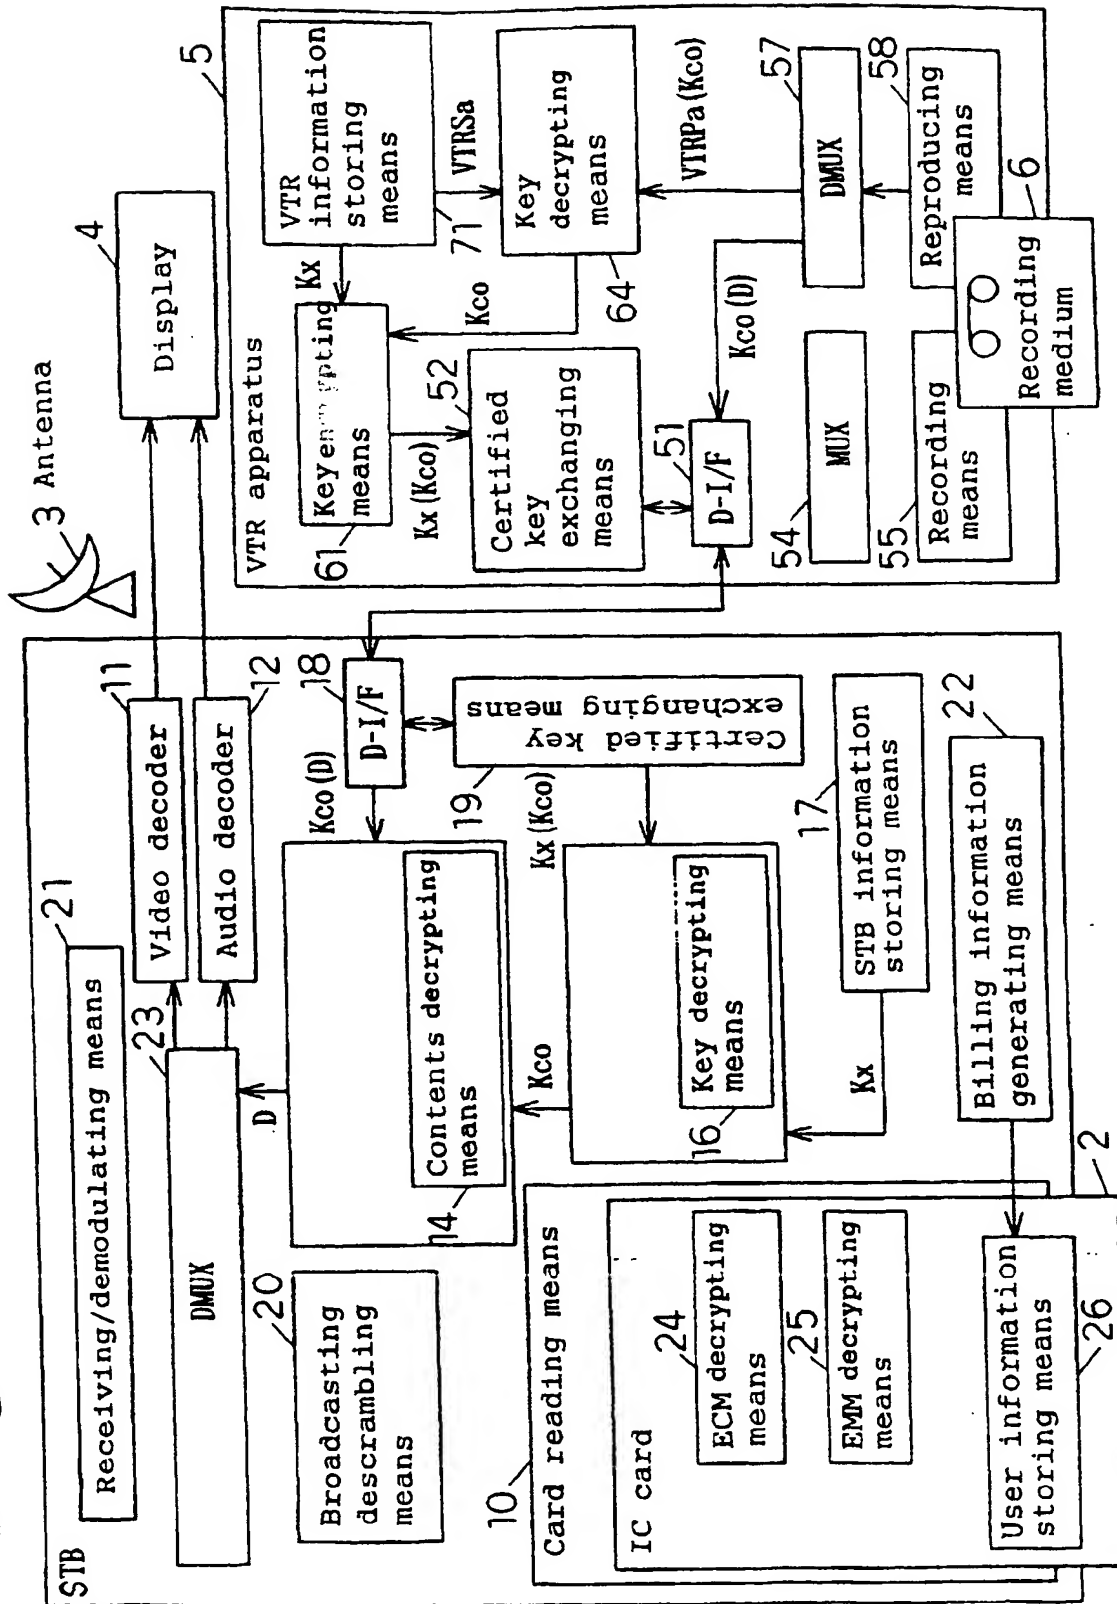 STB
21
Receiving/demodulating means
DMUX
23
Video decoder
11
Audio decoder
12
3 Antenna
Display
4
20
Broadcasting
descrambling
means
D
Contents decrypting
means
14
Kco(D)
D-I/F
18
Certified key
exchanging means
19
Kx(Kco)
Kco
Key decrypting
means
16
Kx
STB information
storing means
17
Billing information
generating means
22
10
Card reading means
IC card
2
24
ECM decrypting
means
25
EMM decrypting
means
User information
storing means
26
VTR apparatus
5
Key encrypting
means
61
Kx
VTR
information
storing
means
71
VTRSa
Kx(Kco)
Kco
Certified
key
exchanging
means
52
Key
decrypting
means
64
VTRPa(Kco)
D-I/F
51
Kco(D)
54
MUX
DMUX
57
55
Recording
means
Reproducing
means
58
Recording
medium
6